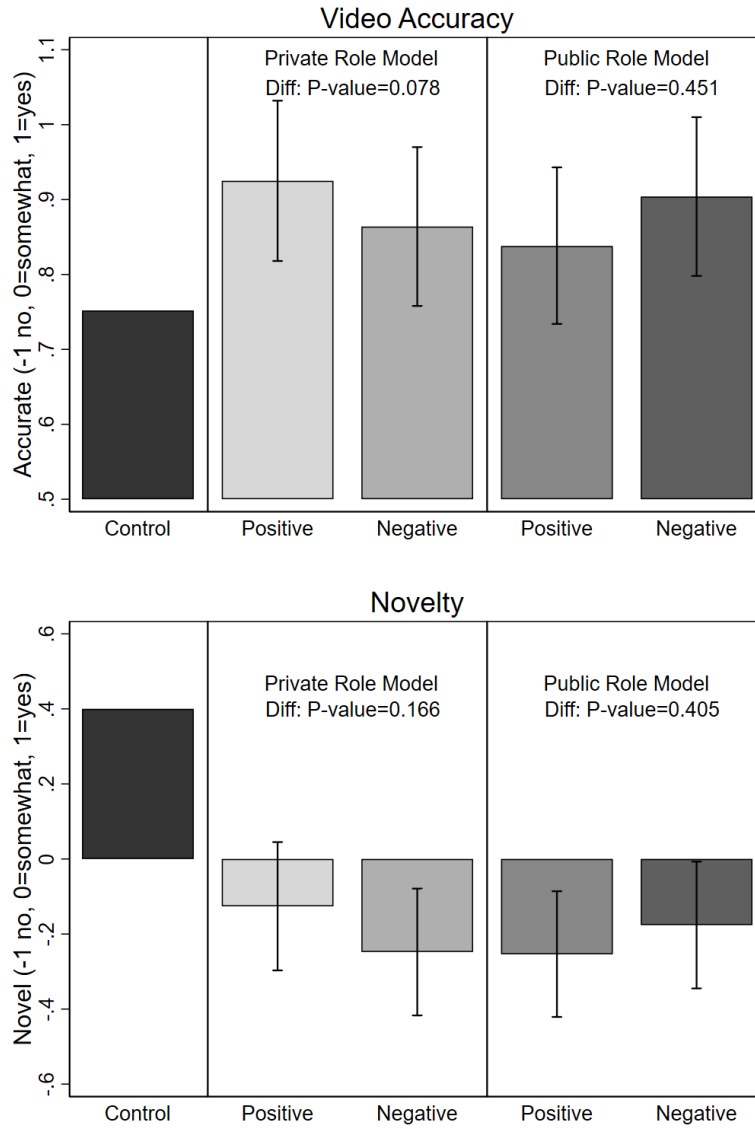 Video Accuracy
Accurate (-1 no, 0=somewhat, 1=yes)
1.1
1
.9
.8
.7
.6
.5
Private Role Model
Diff: P-value=0.078
Public Role Model
Diff: P-value=0.451
Control
Positive
Negative
Positive
Negative
Novelty
Novel (-1 no, 0=somewhat, 1=yes)
.6
.4
.2
0
-.2
-.4
-.6
Private Role Model
Diff: P-value=0.166
Public Role Model
Diff: P-value=0.405
Control
Positive
Negative
Positive
Negative